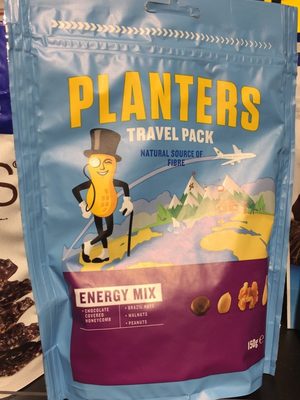 PLANTERS
TRAVEL PACK
NATURAL SOURCE OF
FIBRE
ENERGY MIX
• CHOCOLATE
COVERED
HONEYCOMB
• BRAZIL NUTS
• WALNUTS
• PEANUTS
150g e